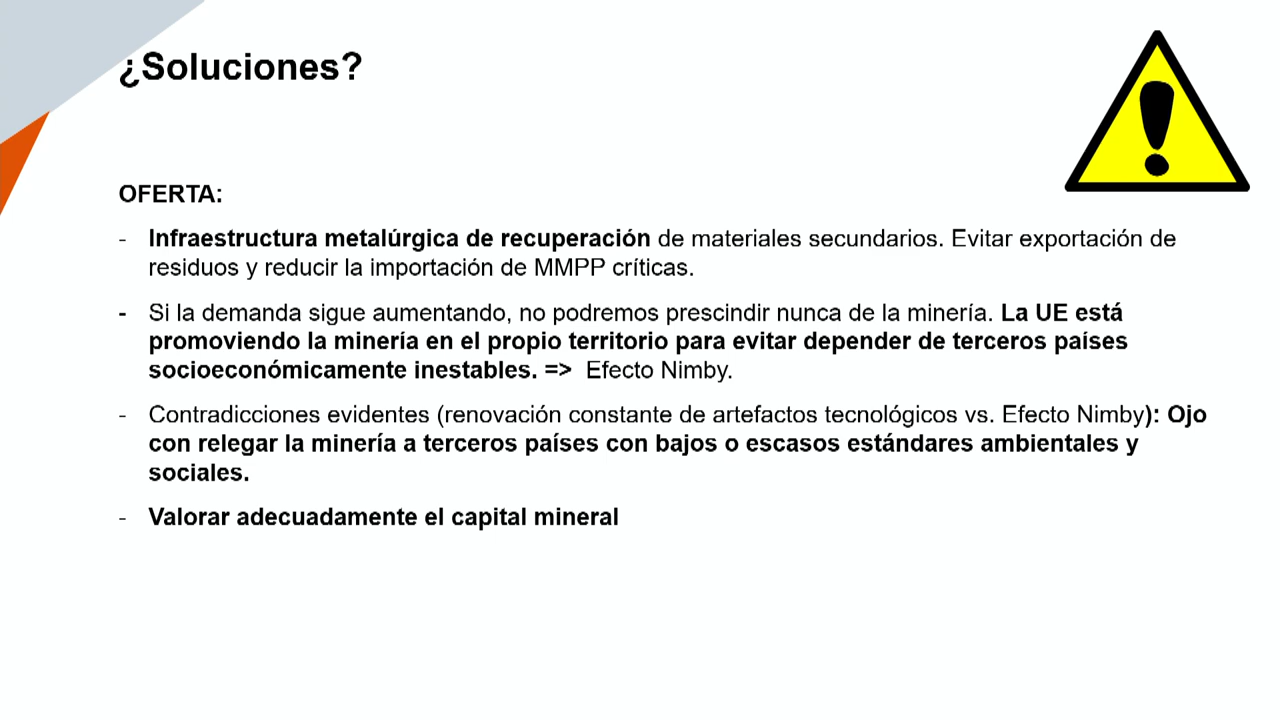 ¿Soluciones?
OFERTA:
- Infraestructura metalúrgica de recuperación de materiales secundarios. Evitar exportación de
residuos y reducir la importación de MMPP críticas.
- Si la demanda sigue aumentando, no podremos prescindir nunca de la minería. La UE está
promoviendo la minería en el propio territorio para evitar depender de terceros países
socioeconómicamente inestables. => Efecto Nimby.
- Contradicciones evidentes (renovación constante de artefactos tecnológicos vs. Efecto Nimby): Ojo
con relegar la minería a terceros países con bajos o escasos estándares ambientales y
sociales.
- Valorar adecuadamente el capital mineral